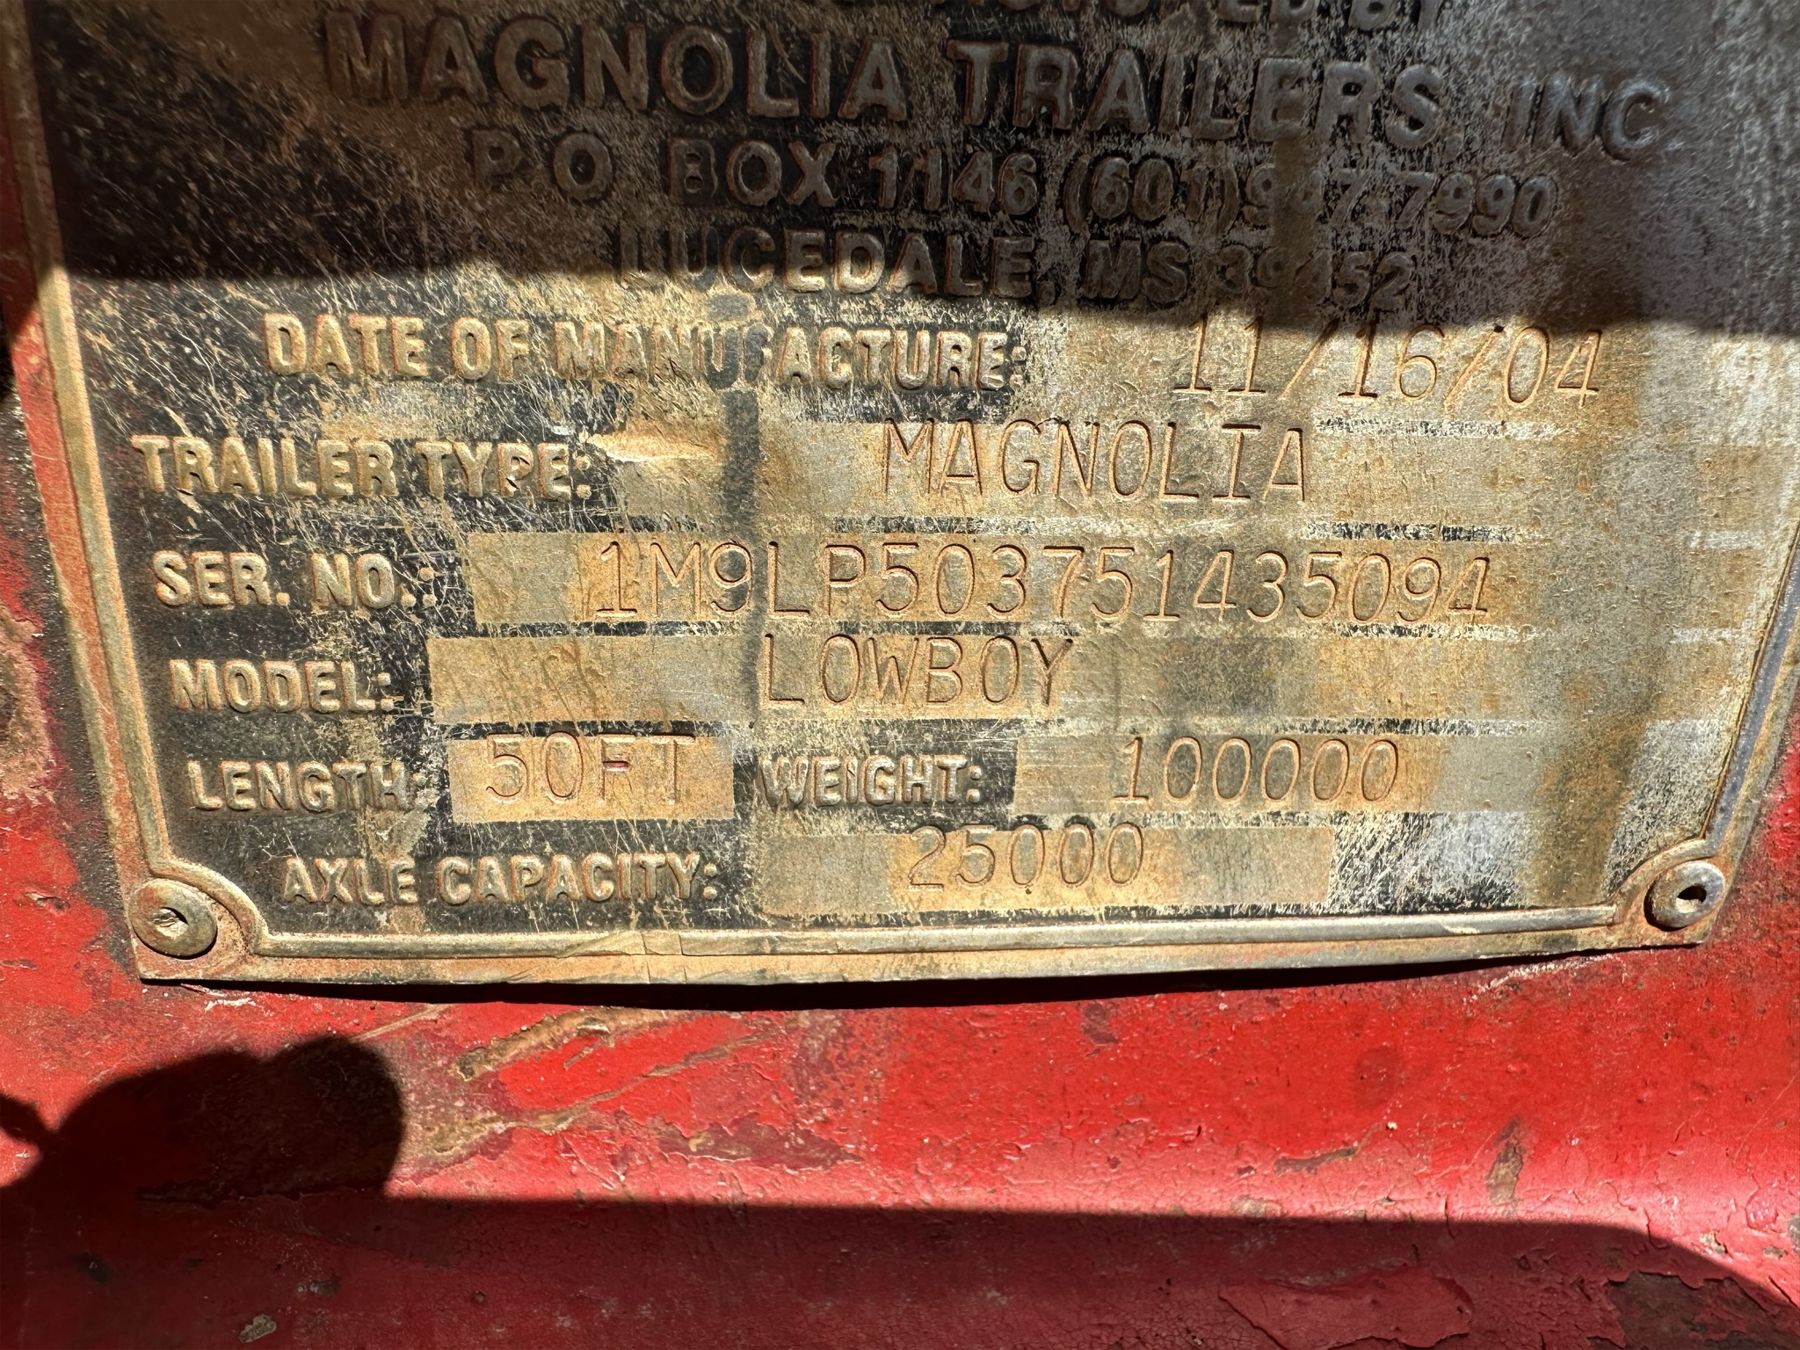 MAGNOLIA TRAILERS, INC
P.O BOX 1146 (601)947-7990
LUCEDALE, MS 39452
DATE OF MANUFACTURE: 11/16/04
TRAILER TYPE: MAGNOLIA
SER. NO.: 1M9LP503751435094
MODEL: LOWBOY
LENGTH: 50FT WEIGHT: 100000
AXLE CAPACITY: 25000